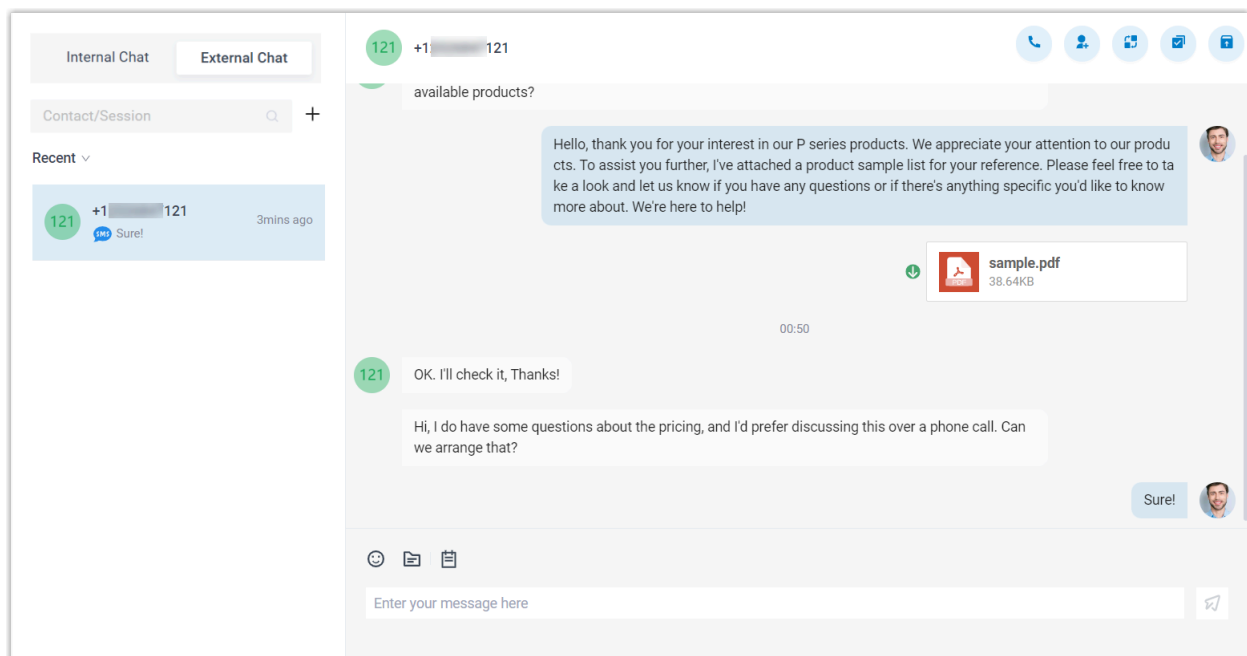 Internal Chat
External Chat
Contact/Session
Recent
121
+1 121
3mins ago
SMS Sure!
121
+1 121
available products?
Hello, thank you for your interest in our P series products. We appreciate your attention to our produ
cts. To assist you further, I've attached a product sample list for your reference. Please feel free to ta
ke a look and let us know if you have any questions or if there's anything specific you'd like to know
more about. We're here to help!
sample.pdf
PDF
38.64KB
00:50
121
OK. I'll check it, Thanks!
Hi, I do have some questions about the pricing, and I'd prefer discussing this over a phone call. Can
we arrange that?
Sure!
Enter your message here